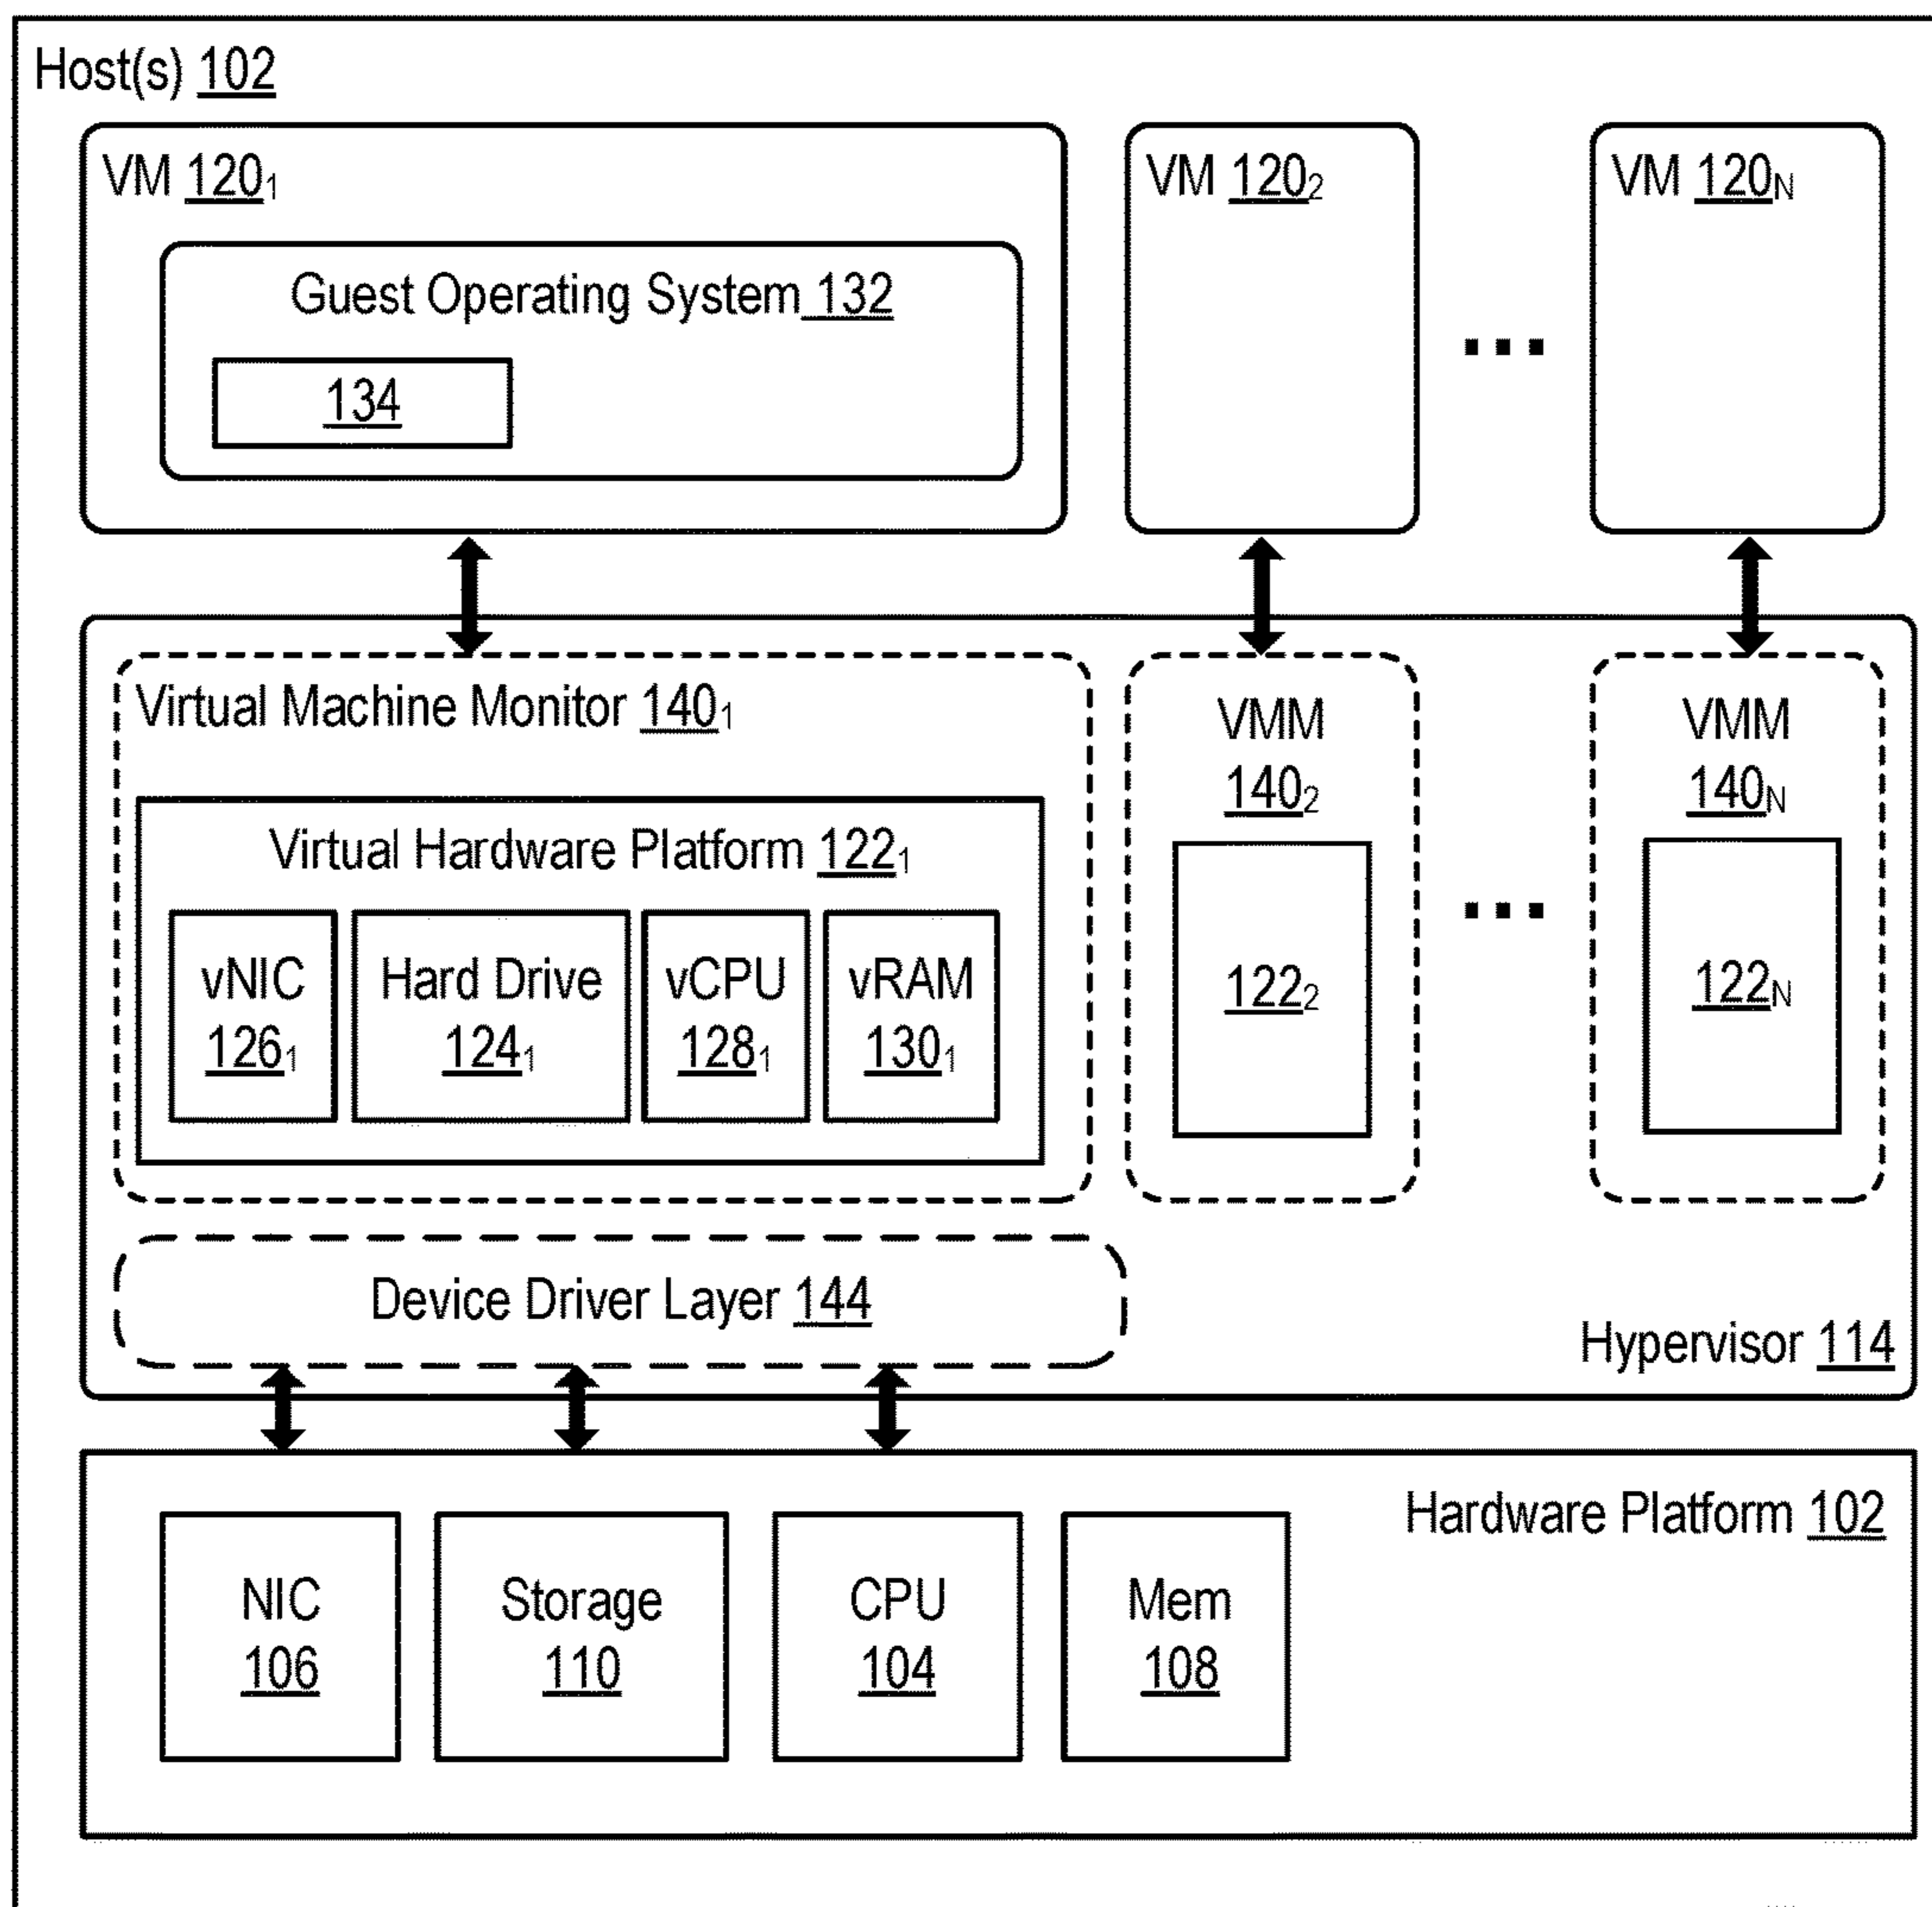 Host(s) 102
VM 120₁
VM 120₂
VM 120N
Guest Operating System 132
134
...
Virtual Machine Monitor 140₁
VMM
140₂
VMM
140N
Virtual Hardware Platform 122₁
vNIC
126₁
Hard Drive
124₁
vCPU
128₁
vRAM
130₁
122₂
...
122N
Device Driver Layer 144
Hypervisor 114
Hardware Platform 102
NIC
106
Storage
110
CPU
104
Mem
108